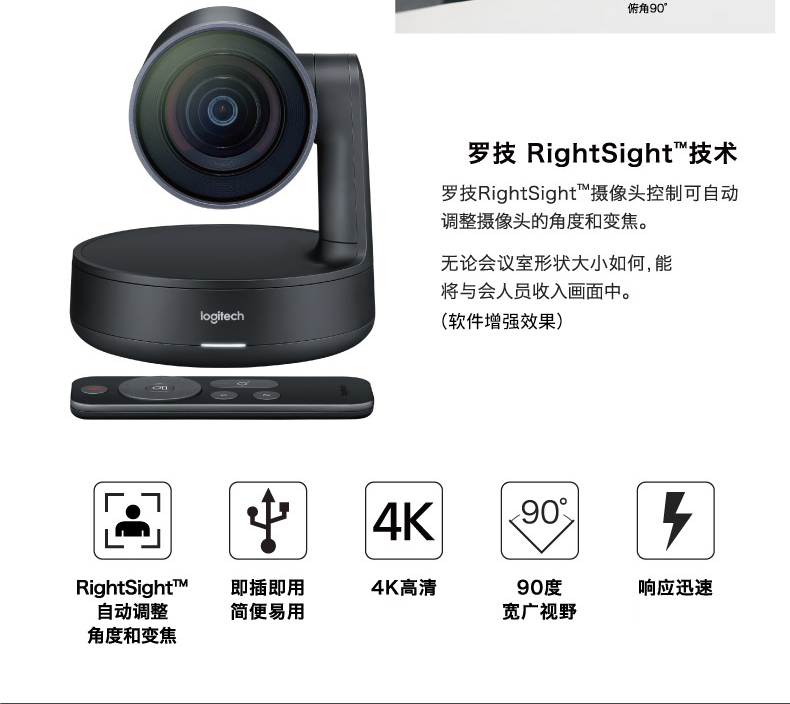 俯角90°
罗技 RightSight™技术
罗技RightSight™摄像头控制可自动
调整摄像头的角度和变焦。
无论会议室形状大小如何,能
将与会人员收入画面中。
(软件增强效果)
logitech
4K
90°
RightSight™
自动调整
角度和变焦
即插即用
简便易用
4K高清
90度
宽广视野
响应迅速